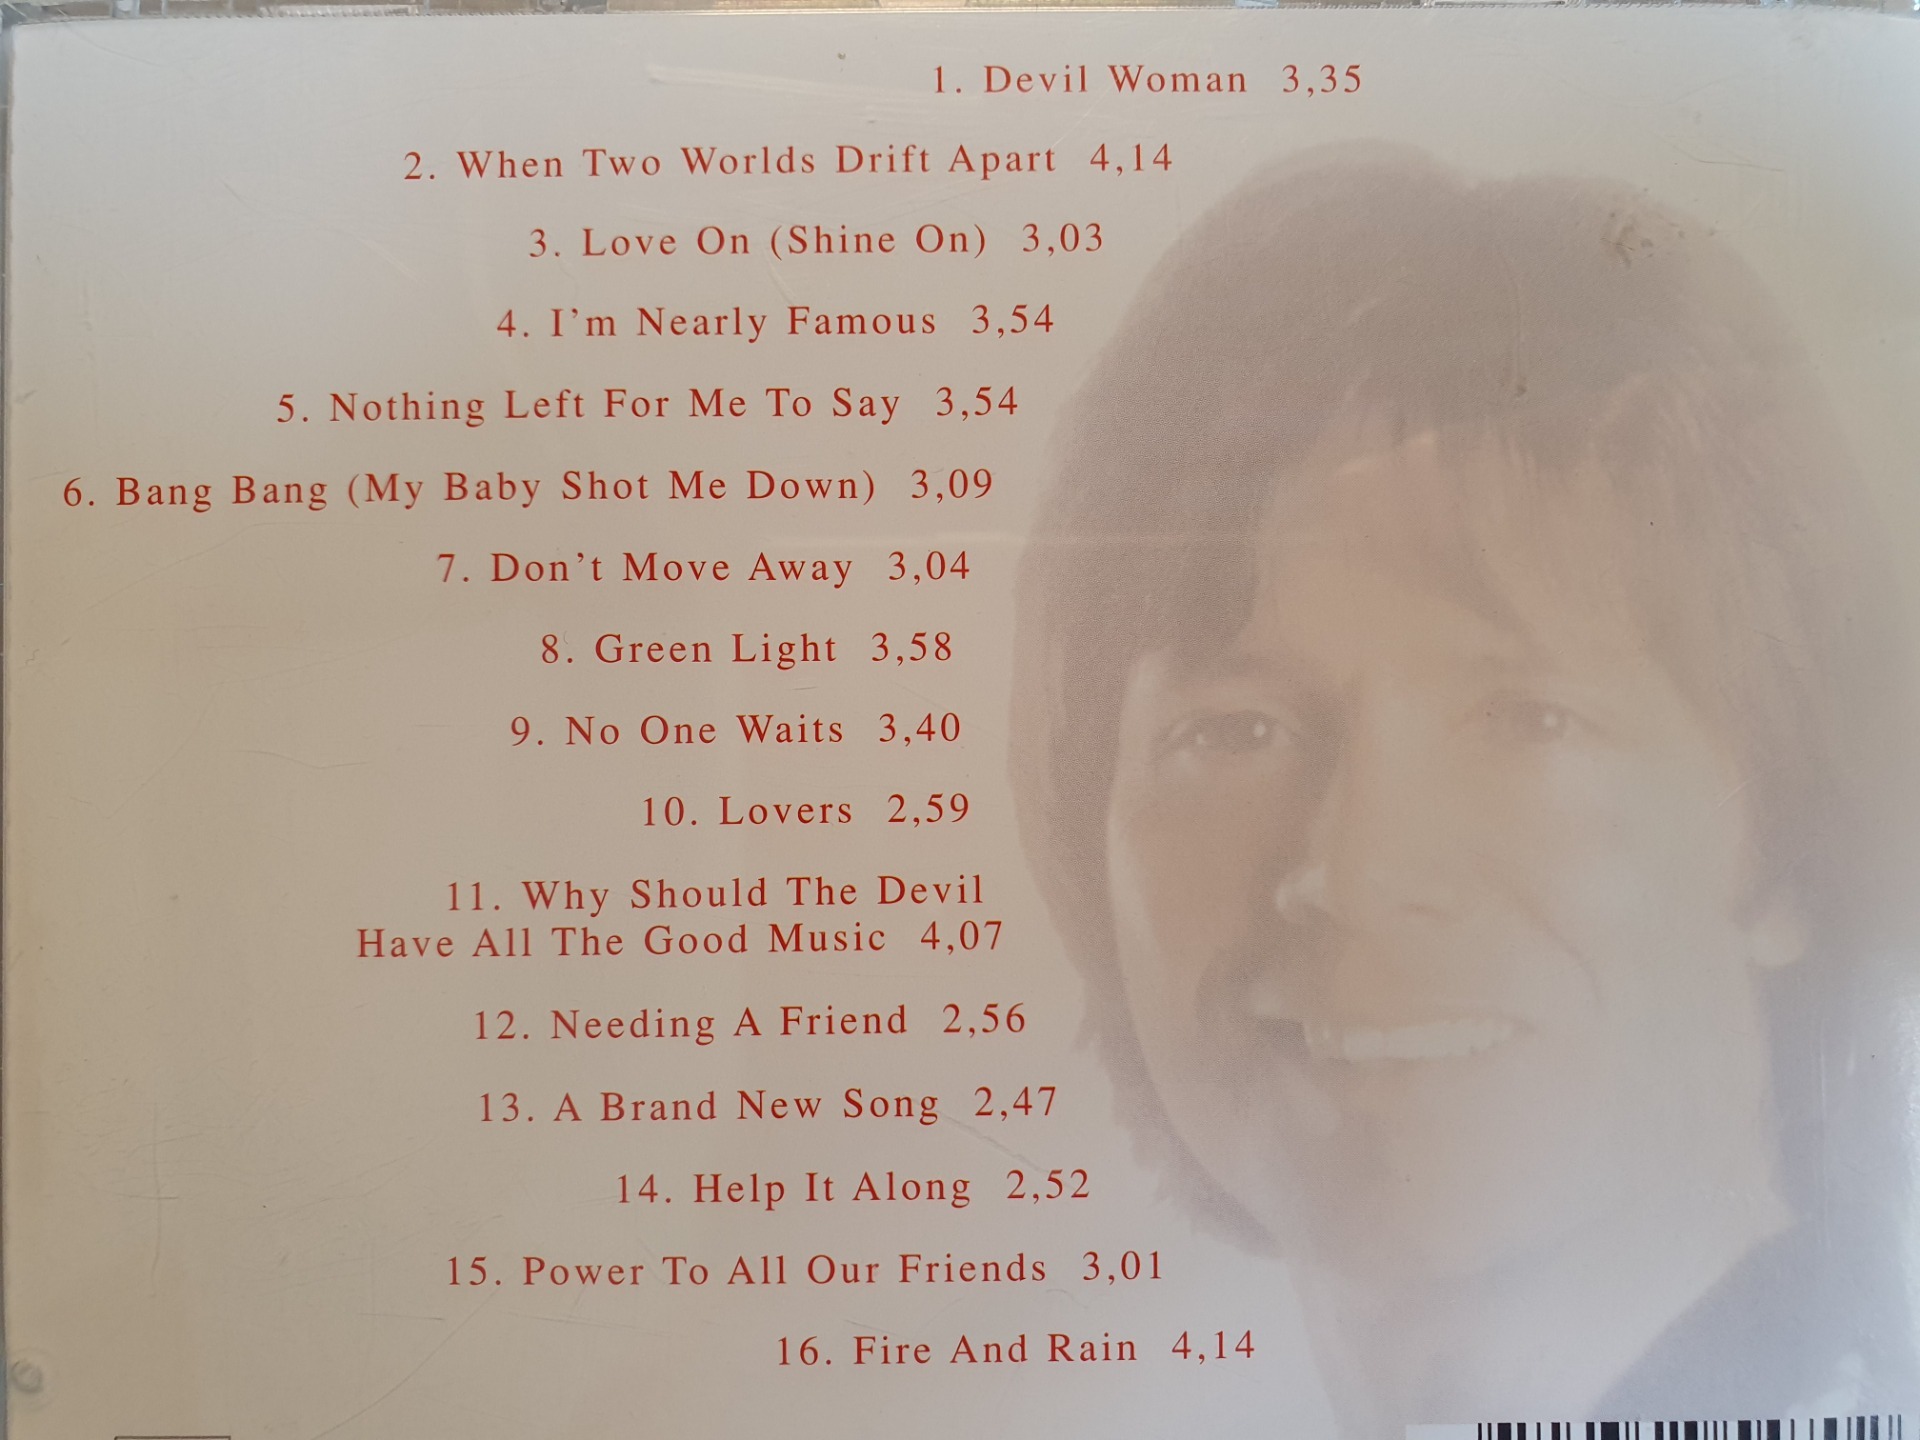 1. Devil Woman 3,35
2. When Two Worlds Drift Apart 4,14
3. Love On (Shine On) 3,03
4. I'm Nearly Famous 3,54
5. Nothing Left For Me To Say 3,54
6. Bang Bang (My Baby Shot Me Down) 3,09
7. Don't Move Away 3,04
8. Green Light 3,58
9. No One Waits 3,40
10. Lovers 2,59
11. Why Should The Devil
Have All The Good Music 4,07
12. Needing A Friend 2,56
13. A Brand New Song 2,47
14. Help It Along 2,52
15. Power To All Our Friends 3,01
16. Fire And Rain 4,14